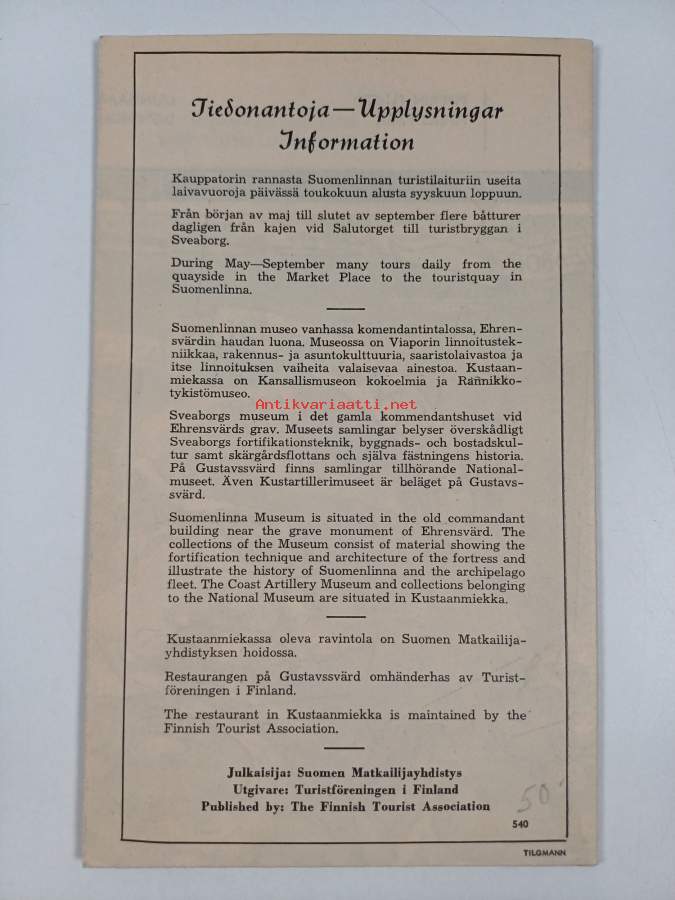 Tiedonantoja—Upplysningar
Information
Kauppatorin rannasta Suomenlinnan turistilaituriin useita
laivavuoroja päivässä toukokuun alusta syyskuun loppuun.
Från början av maj till slutet av september flere båtturer
dagligen från kajen vid Salutorget till turistbryggan i
Sveaborg.
During May—September many tours daily from the
quayside in the Market Place to the touristquay in
Suomenlinna.
Suomenlinnan museo vanhassa komendantintalossa, Ehren-
svärdin haudan luona. Museossa on Viaporin linnoitustek-
niikkaa, rakennus- ja asuntokulttuuria, saaristolaivastoa ja
itse linnoituksen vaiheita valaisevaa ainestoa. Kustaan-
miekassa on Kansallismuseon kokoelmia ja Rannikko-
tykistömuseo.
Antikvariaatti.net
Sveaborgs museum i det gamla kommendantshuset vid
Ehrensvärds grav. Museets samlingar belyser överskådligt
Sveaborgs fortifikationsteknik, byggnads- och bostadskul-
tur samt skärgårdsflottans och själva fästningens historia.
På Gustavssvärd finns samlingar tillhörande National-
museet. Även Kustartillerimuseet är beläget på Gustavs-
svärd.
Suomenlinna Museum is situated in the old commandant
building near the grave monument of Ehrensvärd. The
collections of the Museum consist of material showing the
fortification technique and architecture of the fortress and
illustrate the history of Suomenlinna and the archipelago
fleet. The Coast Artillery Museum and collections belonging
to the National Museum are situated in Kustaanmiekka.
Kustaanmiekassa oleva ravintola on Suomen Matkailija-
yhdistyksen hoidossa.
Restaurangen på Gustavssvärd omhänderhas av Turist-
föreningen i Finland.
The restaurant in Kustaanmiekka is maintained by the
Finnish Tourist Association.
Julkaisija: Suomen Matkailijayhdistys
Utgivare: Turistföreningen i Finland
Published by: The Finnish Tourist Association
50
540
TILGMANN